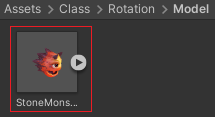 Assets > Class > Rotation > Model
StoneMons...